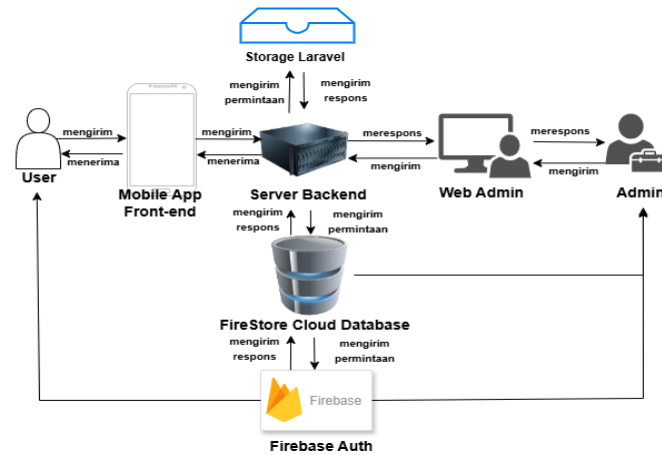 Storage Laravel
mengirim
permintaan
mengirim
respons
mengirim
menerima
mengirim
menerima
merespons
mengirim
merespons
mengirim
User
Mobile App
Front-end
Server Backend
Web Admin
Admin
mengirim
respons
mengirim
permintaan
FireStore Cloud Database
mengirim
respons
mengirim
permintaan
Firebase
Firebase Auth